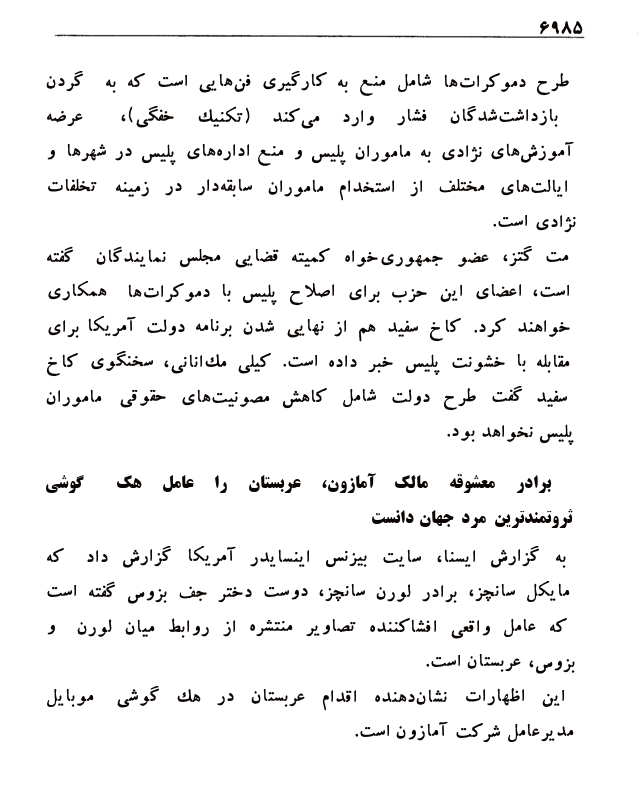 ۶۹۸۵
طرح دموکرات‌ها شامل منع به کارگیری فن‌هایی است که به گردن
بازداشت‌شدگان فشار وارد می‌کند (تکنیك خفگی)، عرضه
آموزش‌های نژادی به ماموران پلیس و منع اداره‌های پلیس در شهرها و
ایالت‌های مختلف از استخدام ماموران سابقه‌دار در زمینه تخلفات
نژادی است.
مت گتز، عضو جمهوری‌خواه کمیته قضایی مجلس نمایندگان گفته
است، اعضای این حزب برای اصلاح پلیس با دموکرات‌ها همکاری
خواهند کرد. کاخ سفید هم از نهایی شدن برنامه دولت آمریکا برای
مقابله با خشونت پلیس خبر داده است. کیلی مك‌انانی، سخنگوی کاخ
سفید گفت طرح دولت شامل کاهش مصونیت‌های حقوقی ماموران
پلیس نخواهد بود.
برادر معشوقه مالک آمازون، عربستان را عامل هک گوشی
ثروتمندترین مرد جهان دانست
به گزارش ایسنا، سایت بیزنس اینسایدر آمریکا گزارش داد که
مایکل سانچز، برادر لورن سانچز، دوست دختر جف بزوس گفته است
که عامل واقعی افشاکننده تصاویر منتشره از روابط میان لورن و
بزوس، عربستان است.
این اظهارات نشان‌دهنده اقدام عربستان در هك گوشی موبایل
مدیرعامل شرکت آمازون است.